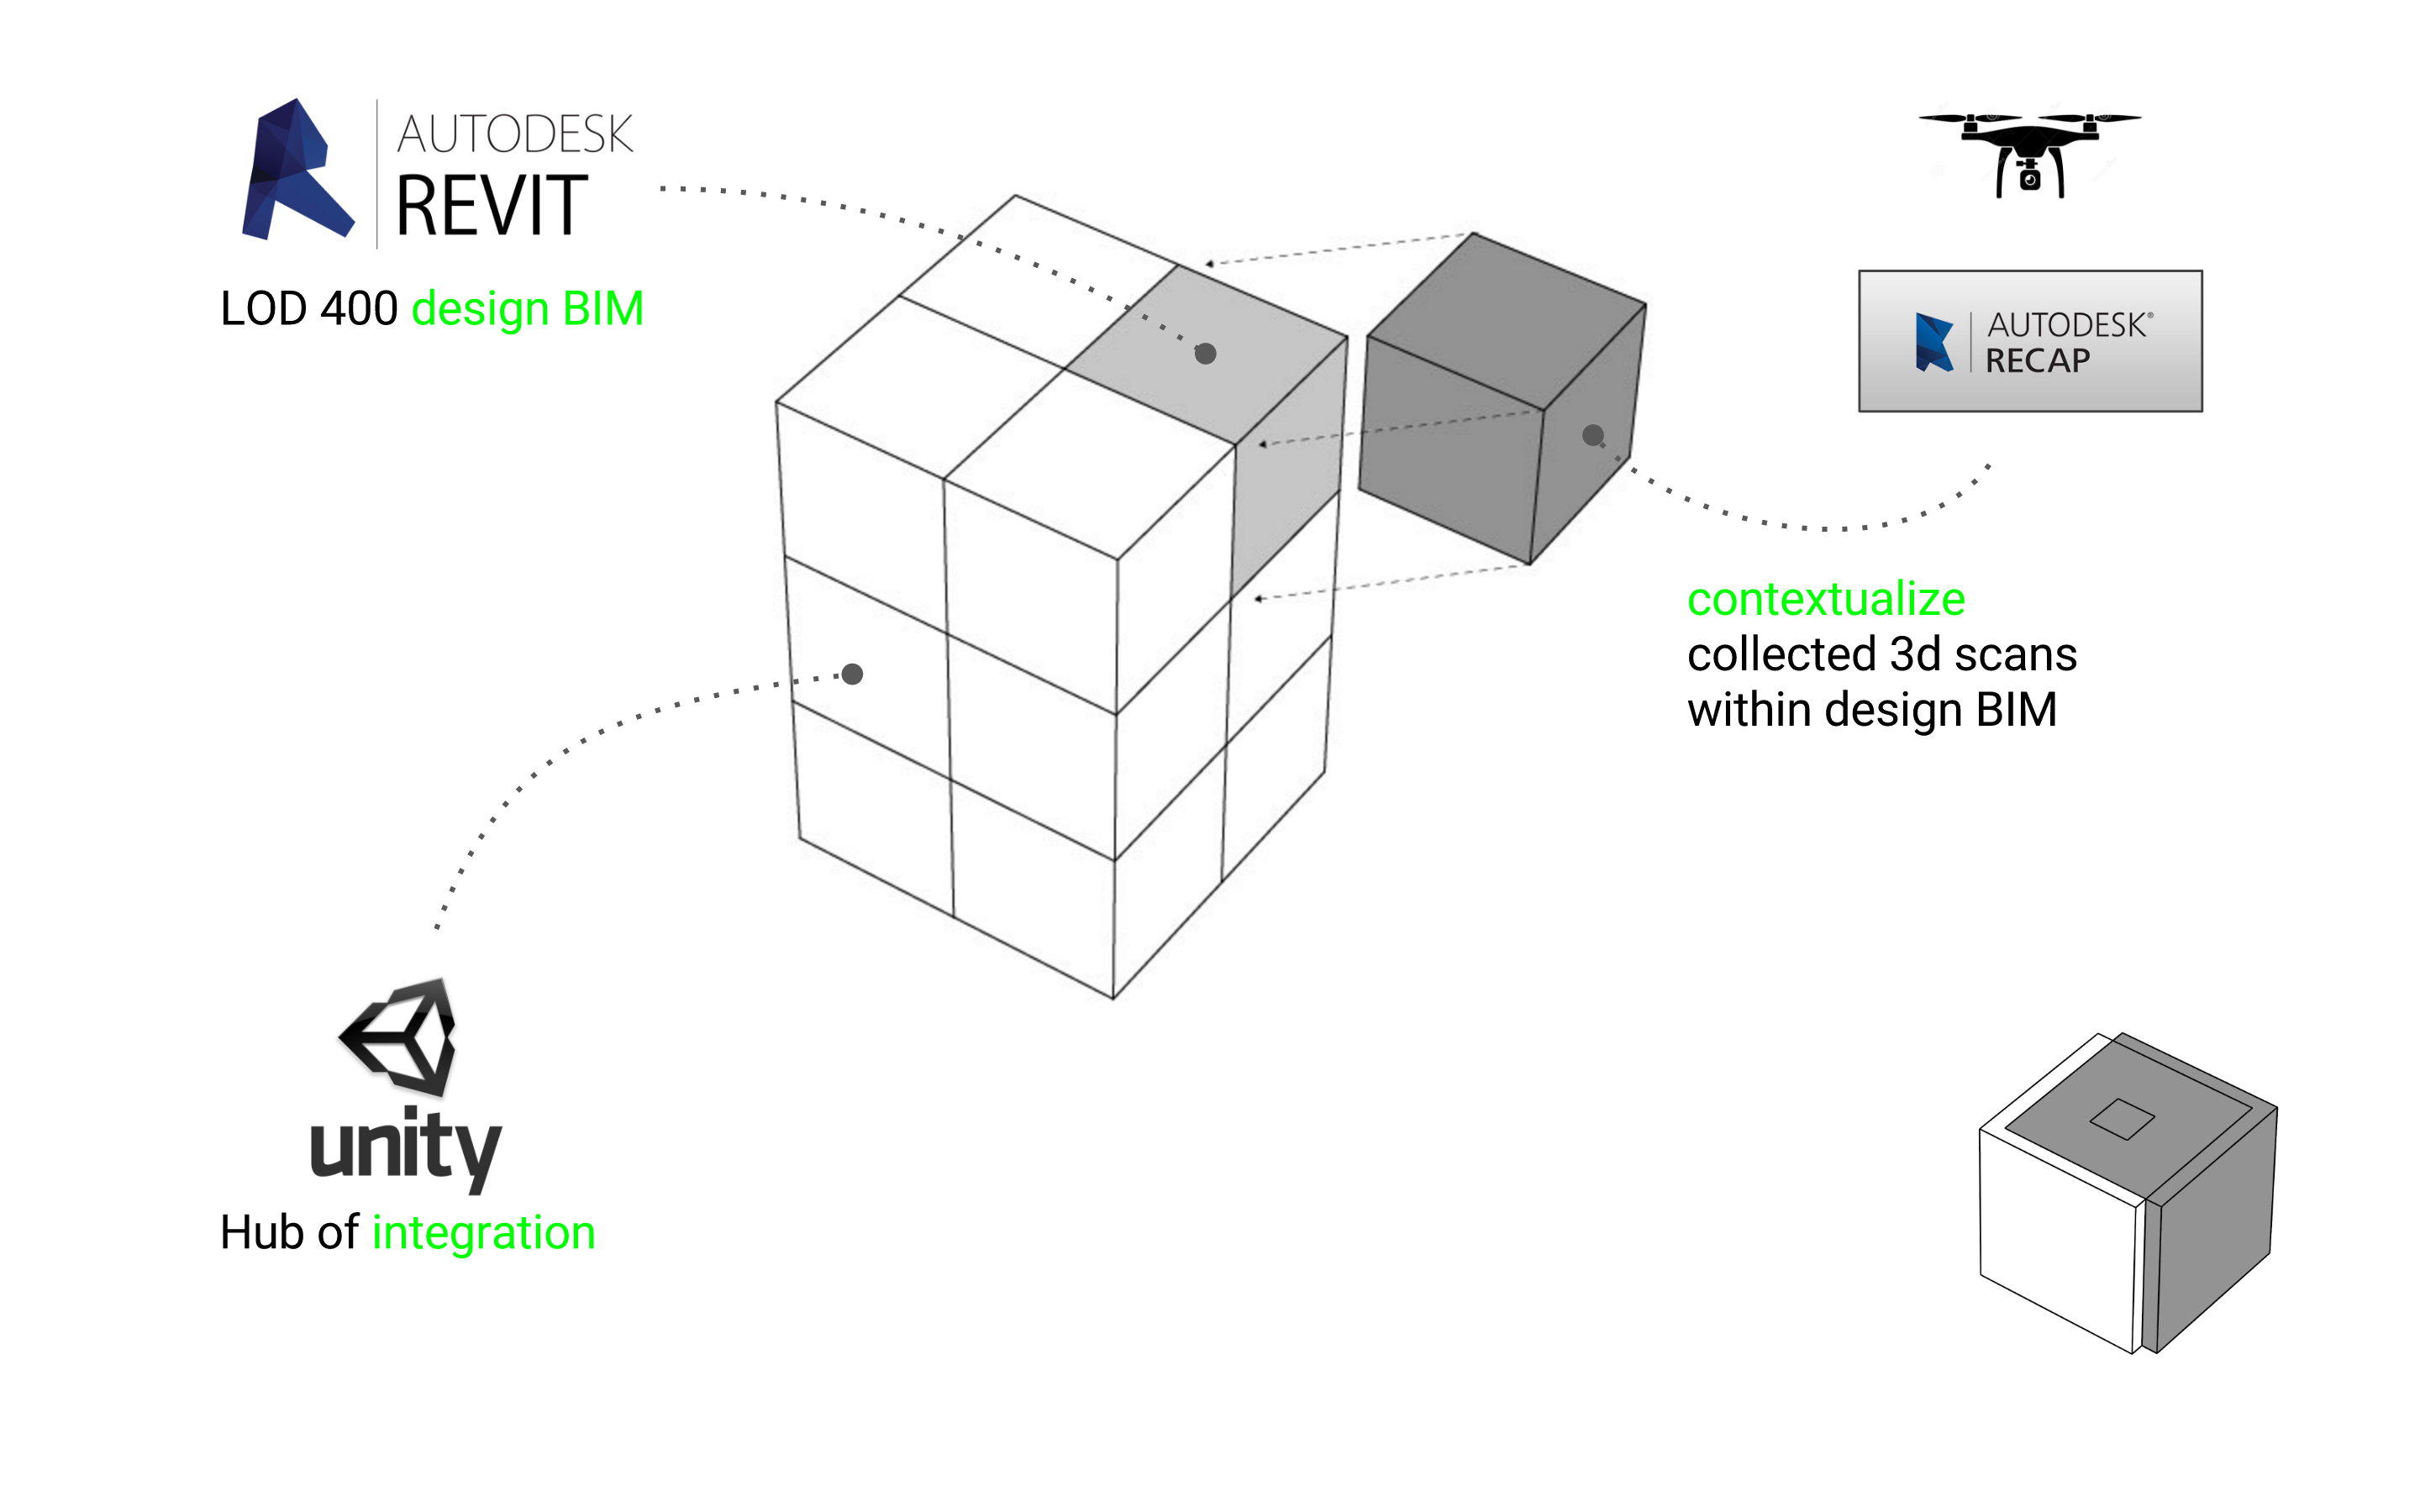 AUTODESK
REVIT
LOD 400 design BIM
AUTODESK®
RECAP
contextualize
collected 3d scans
within design BIM
unity
Hub of integration